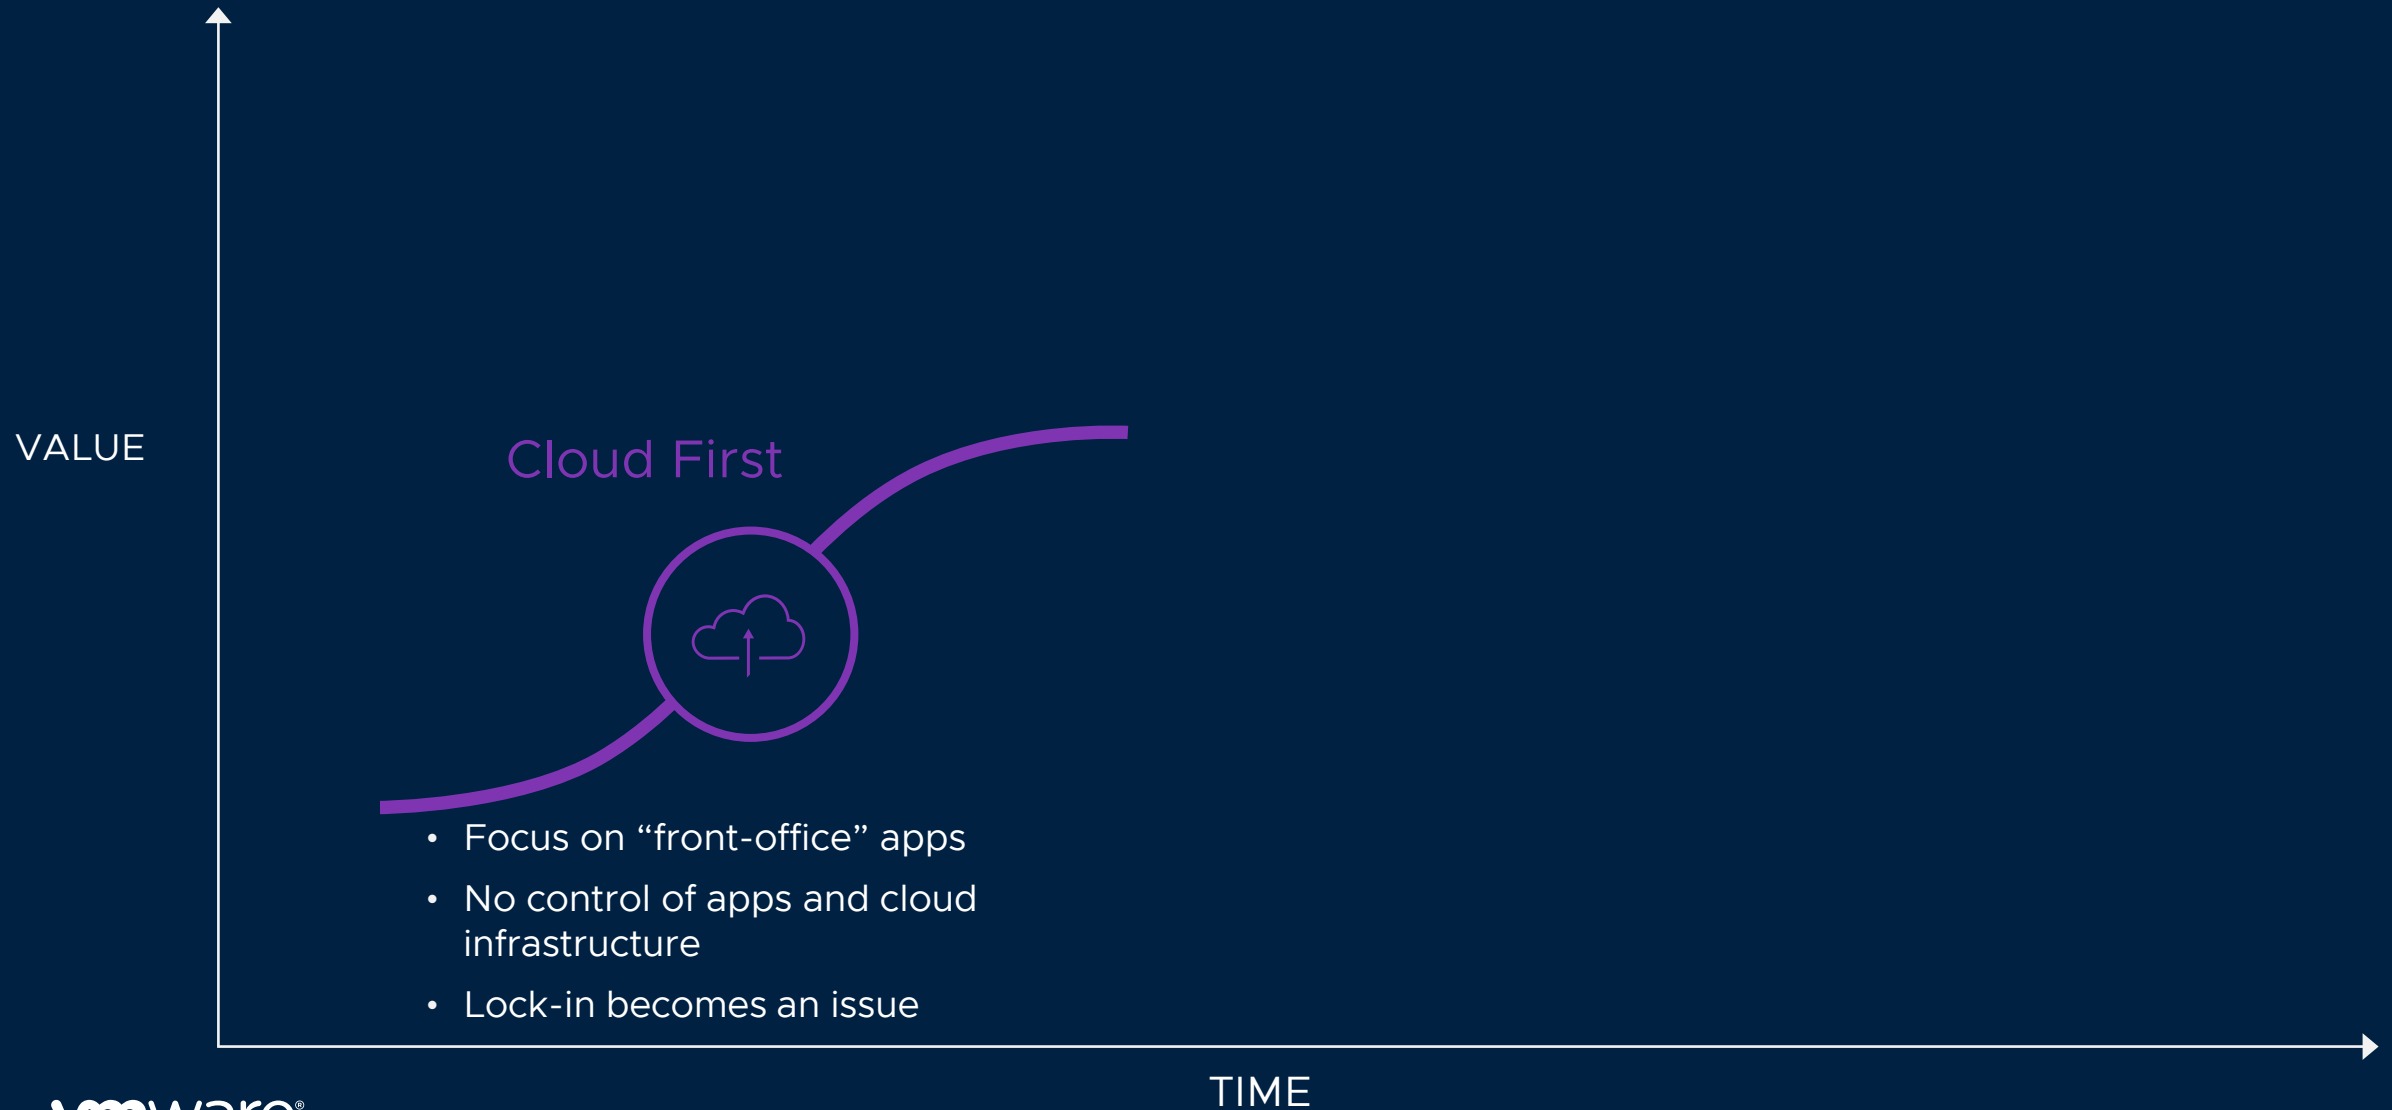 VALUE
Cloud First
• Focus on “front-office” apps
• No control of apps and cloud
infrastructure
• Lock-in becomes an issue
TIME
vmware®